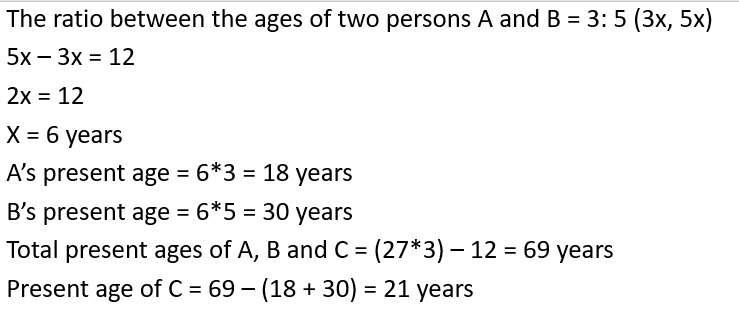 The ratio between the ages of two persons A and B = 3: 5 (3x, 5x)
5x – 3x = 12
2x = 12
X = 6 years
A’s present age = 6*3 = 18 years
B’s present age = 6*5 = 30 years
Total present ages of A, B and C = (27*3) – 12 = 69 years
Present age of C = 69 – (18 + 30) = 21 years